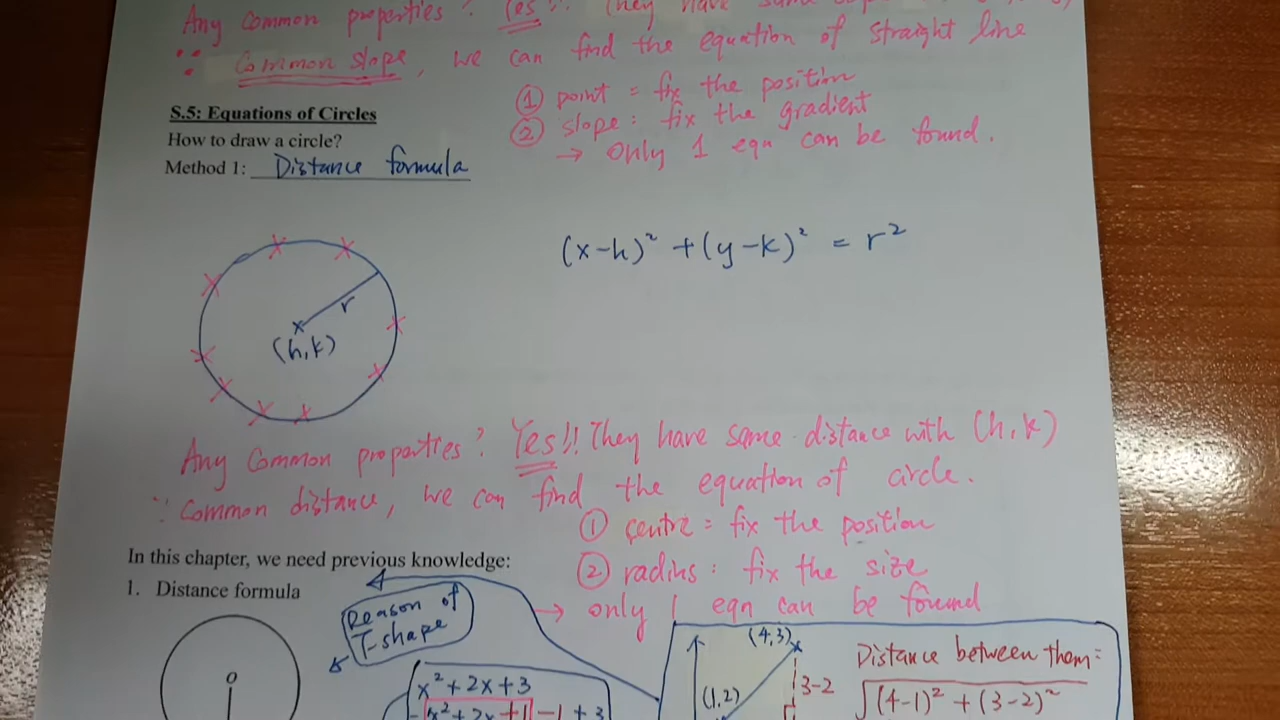 Any Common properties? Yes!! They have same
∵ Common slope, we can find the equation of straight line
① point = fix the position
② slope: fix the gradient
→ Only 1 eqn can be found.
S.5: Equations of Circles
How to draw a circle?
Method 1: Distance formula
(x-h)² + (y-k)² = r²
r
(h,k)
Any Common properties? Yes!! They have same distance with (h,k)
∵ Common distance, we can find the equation of circle.
① centre = fix the position
② radius: fix the size
→ only 1 eqn can be found
In this chapter, we need previous knowledge:
1. Distance formula
Reason of
T-shape
x²+2x+3
x²+2x+1-1+3
(4,3)
(1,2)
3-2
Distance between them:
√(4-1)²+(3-2)²